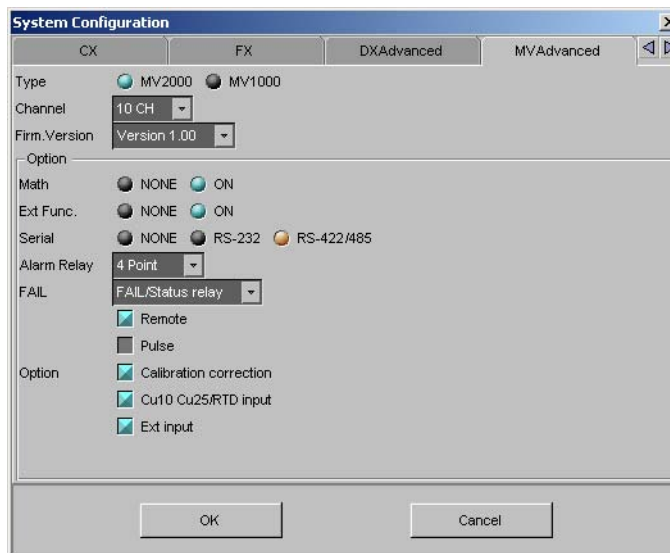 System Configuration
CX FX DXAdvanced MVAdvanced
Type MV2000 MV1000
Channel 10 CH
Firm.Version Version 1.00
Option
Math NONE ON
Ext Func. NONE ON
Serial NONE RS-232 RS-422/485
Alarm Relay 4 Point
FAIL FAIL/Status relay
Remote
Pulse
Option Calibration correction
Cu10 Cu25/RTD input
Ext input
OK Cancel